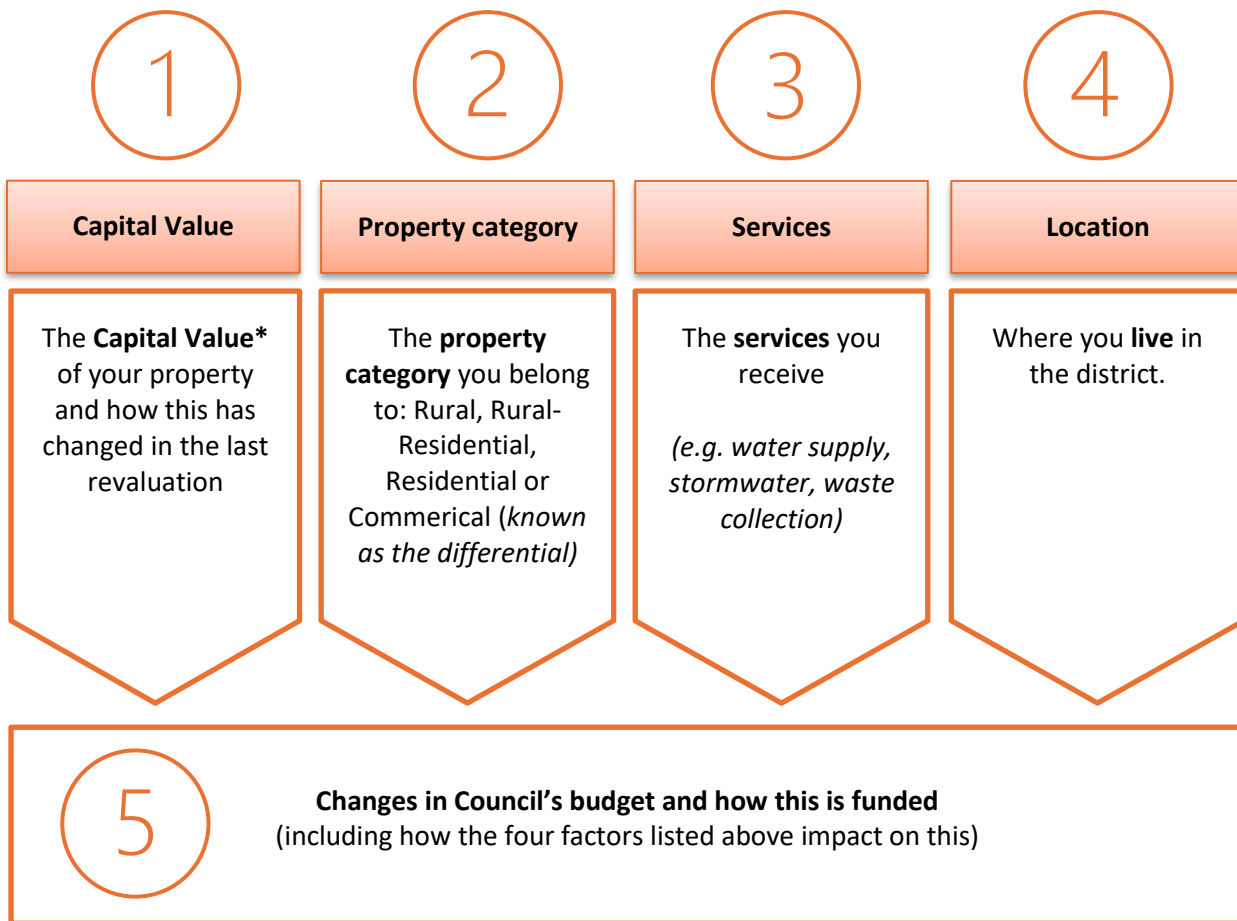 1
2
3
4
Capital Value
Property category
Services
Location
The Capital Value*
of your property
and how this has
changed in the last
revaluation
The property
category you belong
to: Rural, Rural-
Residential,
Residential or
Commerical (known
as the differential)
The services you
receive
(e.g. water supply,
stormwater, waste
collection)
Where you live in
the district.
5
Changes in Council’s budget and how this is funded
(including how the four factors listed above impact on this)